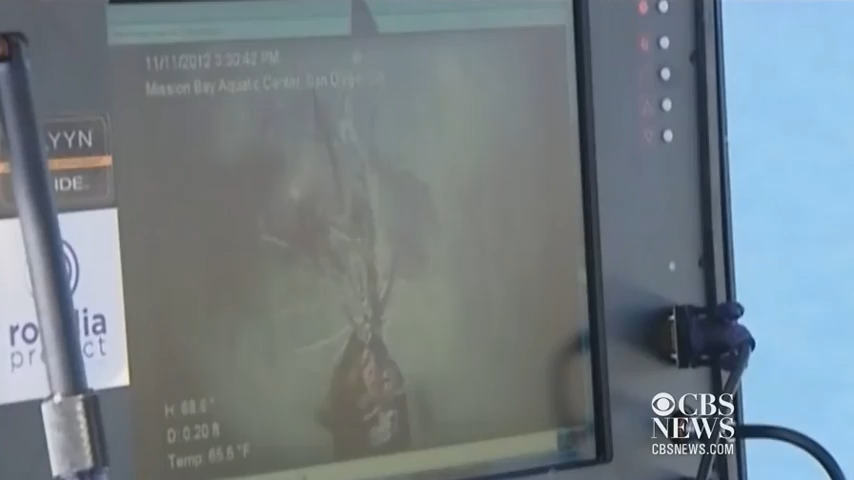 11/11/2012 3:30:42 PM
Mission Bay Aquatic Center, San Diego
YYN
IDE.
project
H: 68.6°
D: 0.20 ft
Temp: 65.6 °F
CBS
NEWS
CBSNEWS.COM